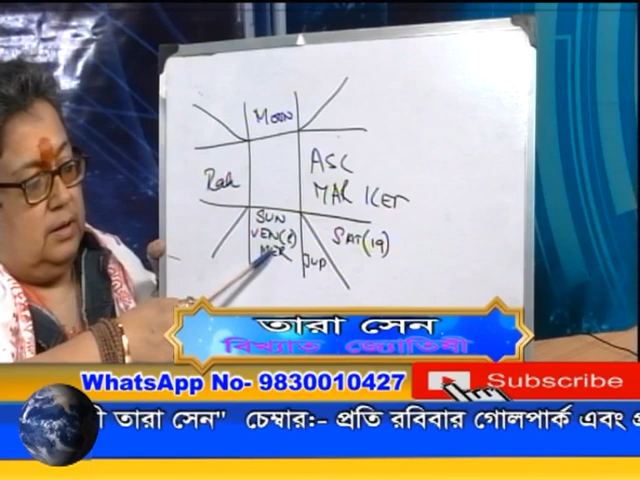 Moon
ASC
Rah
MAR KET
SUN
VEN(R)
MER
SAT(19)
JUP
তারা সেন
বিখ্যাত জ্যোতিষী
WhatsApp No- 9830010427
Subscribe
ী তারা সেন" চেম্বার:- প্রতি রবিবার গোলপার্ক এবং প্র